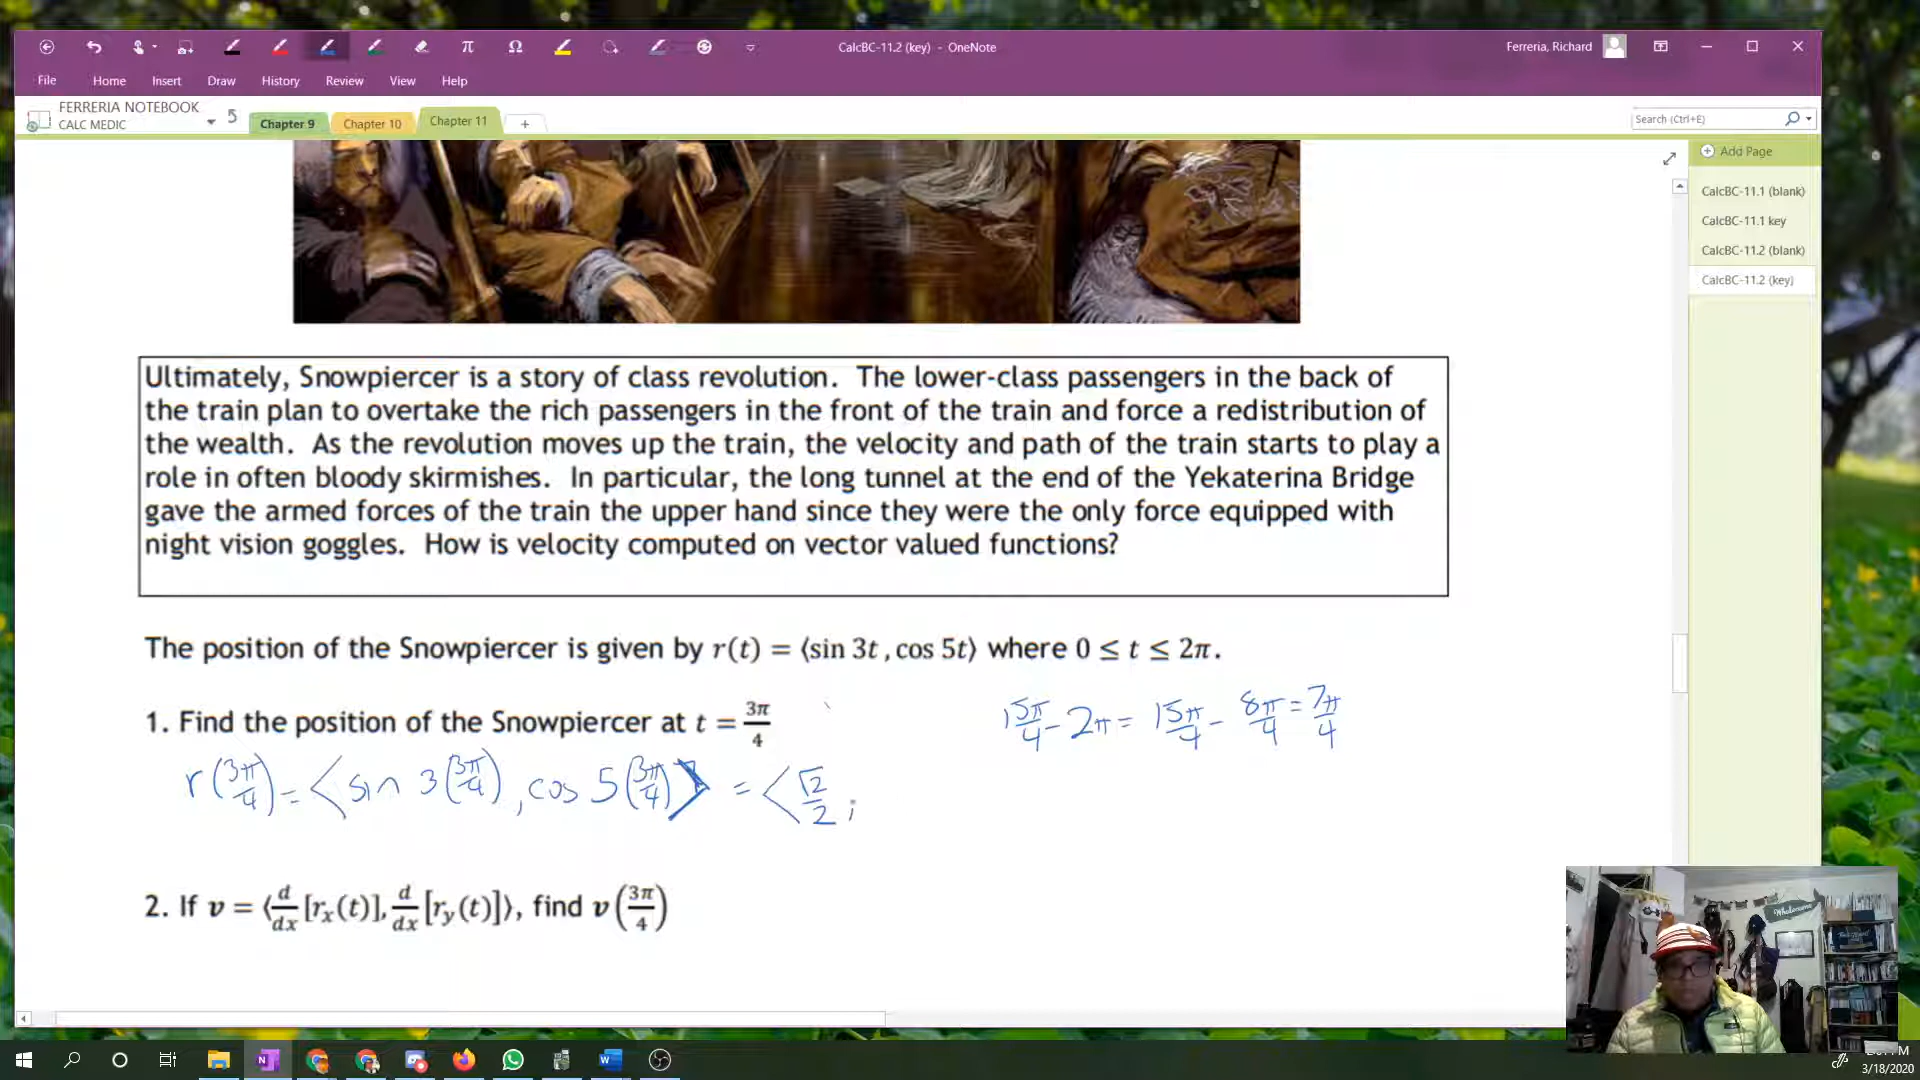 CalcBC-11.2 (key) - OneNote
Ferreria, Richard
File Home Insert Draw History Review View Help
FERRERIA NOTEBOOK
CALC MEDIC
Chapter 9 Chapter 10 Chapter 11
Search (Ctrl+E)
Add Page
CalcBC-11.1 (blank)
CalcBC-11.1 key
CalcBC-11.2 (blank)
CalcBC-11.2 (key)
Ultimately, Snowpiercer is a story of class revolution. The lower-class passengers in the back of
the train plan to overtake the rich passengers in the front of the train and force a redistribution of
the wealth. As the revolution moves up the train, the velocity and path of the train starts to play a
role in often bloody skirmishes. In particular, the long tunnel at the end of the Yekaterina Bridge
gave the armed forces of the train the upper hand since they were the only force equipped with
night vision goggles. How is velocity computed on vector valued functions?
The position of the Snowpiercer is given by r(t) = ⟨sin 3t , cos 5t⟩ where 0 ≤ t ≤ 2π.
1. Find the position of the Snowpiercer at t = 3π/4
15π/4 - 2π = 15π/4 - 8π/4 = 7π/4
r(3π/4) = ⟨sin 3(3π/4), cos 5(3π/4)⟩ = ⟨√2/2,
2. If v = ⟨d/dx [rₓ(t)], d/dx [r_y(t)]⟩, find v(3π/4)
3/18/2020